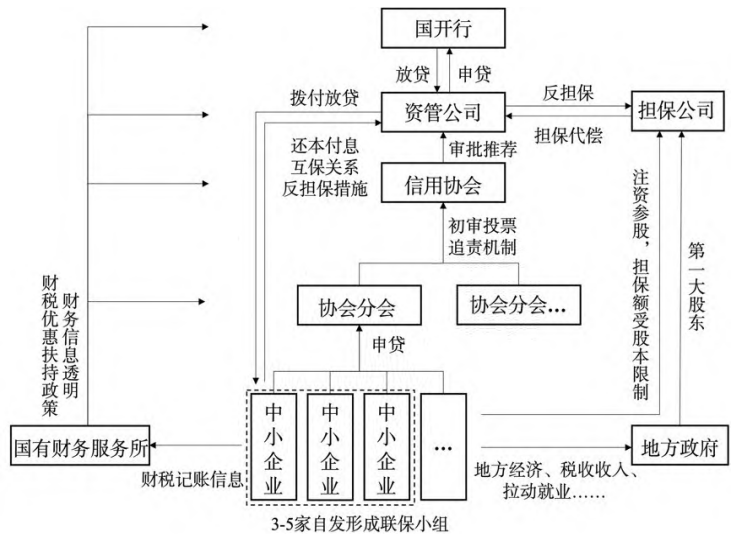 国开行
放贷
申贷
拨付放贷
资管公司
反担保
担保代偿
担保公司
还本付息
互保关系
反担保措施
审批推荐
信用协会
初审投票
追责机制
注资参股，担保额受股本限制
第一大股东
财务信息透明
财税优惠扶持政策
协会分会
协会分会…
申贷
国有财务服务所
财税记账信息
中小企业
中小企业
中小企业
…
地方政府
地方经济、税收收入、
拉动就业……
3-5家自发形成联保小组